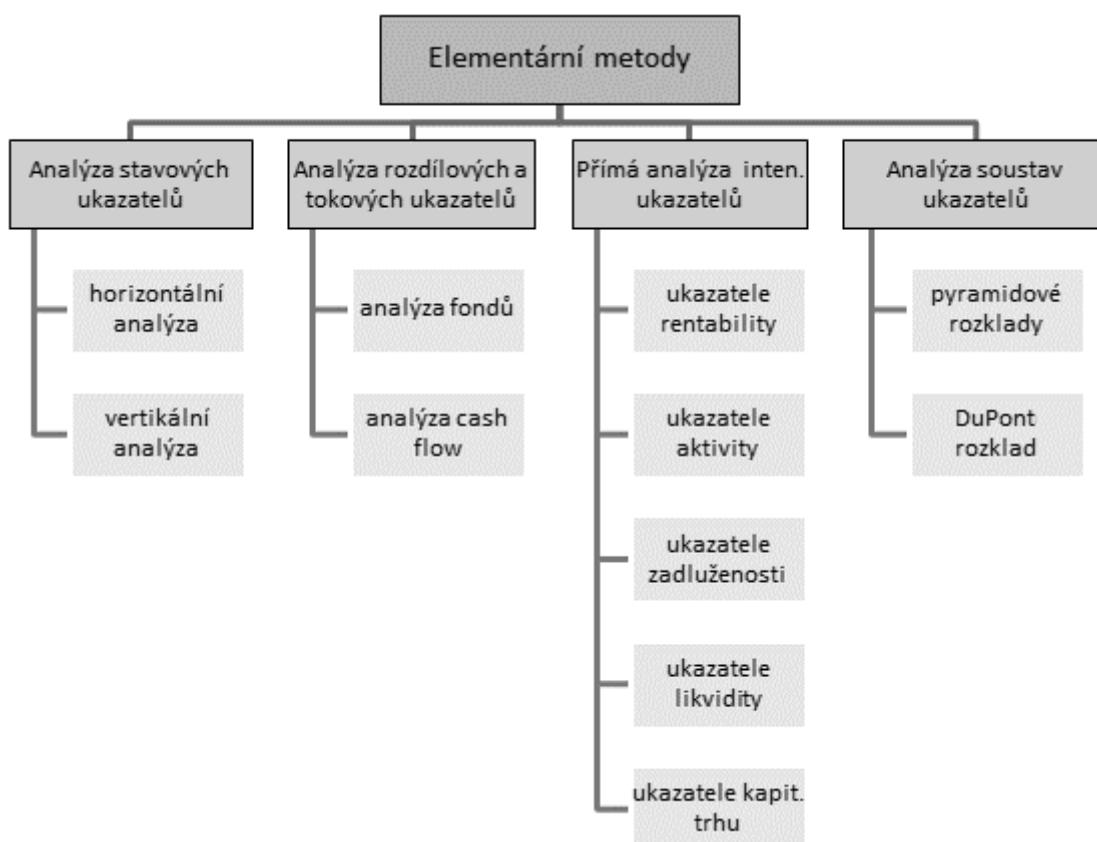 Elementární metody
Analýza stavových
ukazatelů
horizontální
analýza
vertikální
analýza
Analýza rozdílových a
tokových ukazatelů
analýza fondů
analýza cash
flow
Přímá analýza inten.
ukazatelů
ukazatele
rentability
ukazatele
aktivity
ukazatele
zadluženosti
ukazatele
likvidity
ukazatele kapit.
trhu
Analýza soustav
ukazatelů
pyramidové
rozklady
DuPont
rozklad